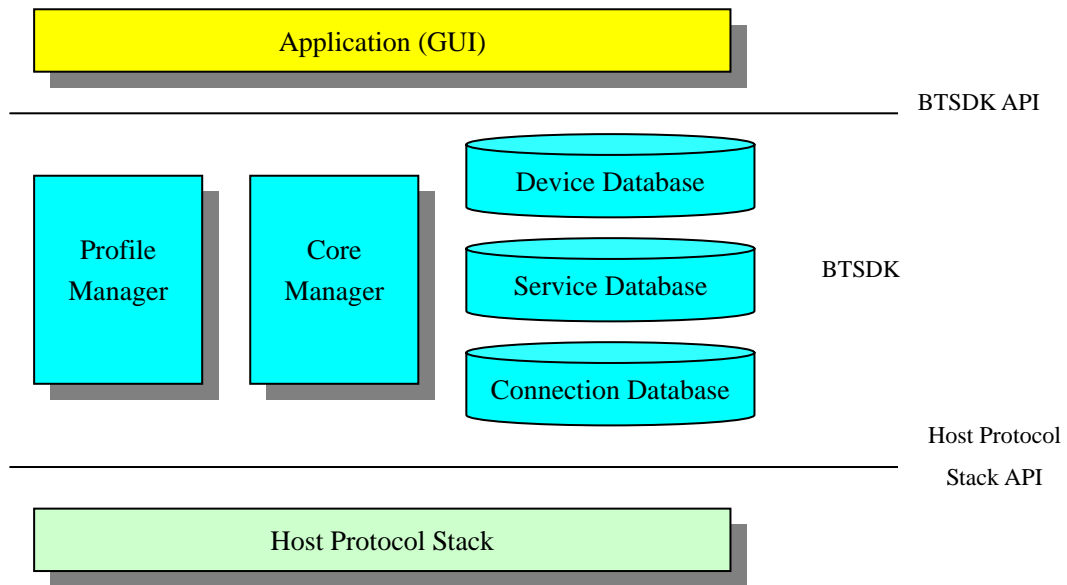 Application (GUI)
BTSDK API
Device Database
Profile
Manager
Core
Manager
Service Database
BTSDK
Connection Database
Host Protocol
Stack API
Host Protocol Stack